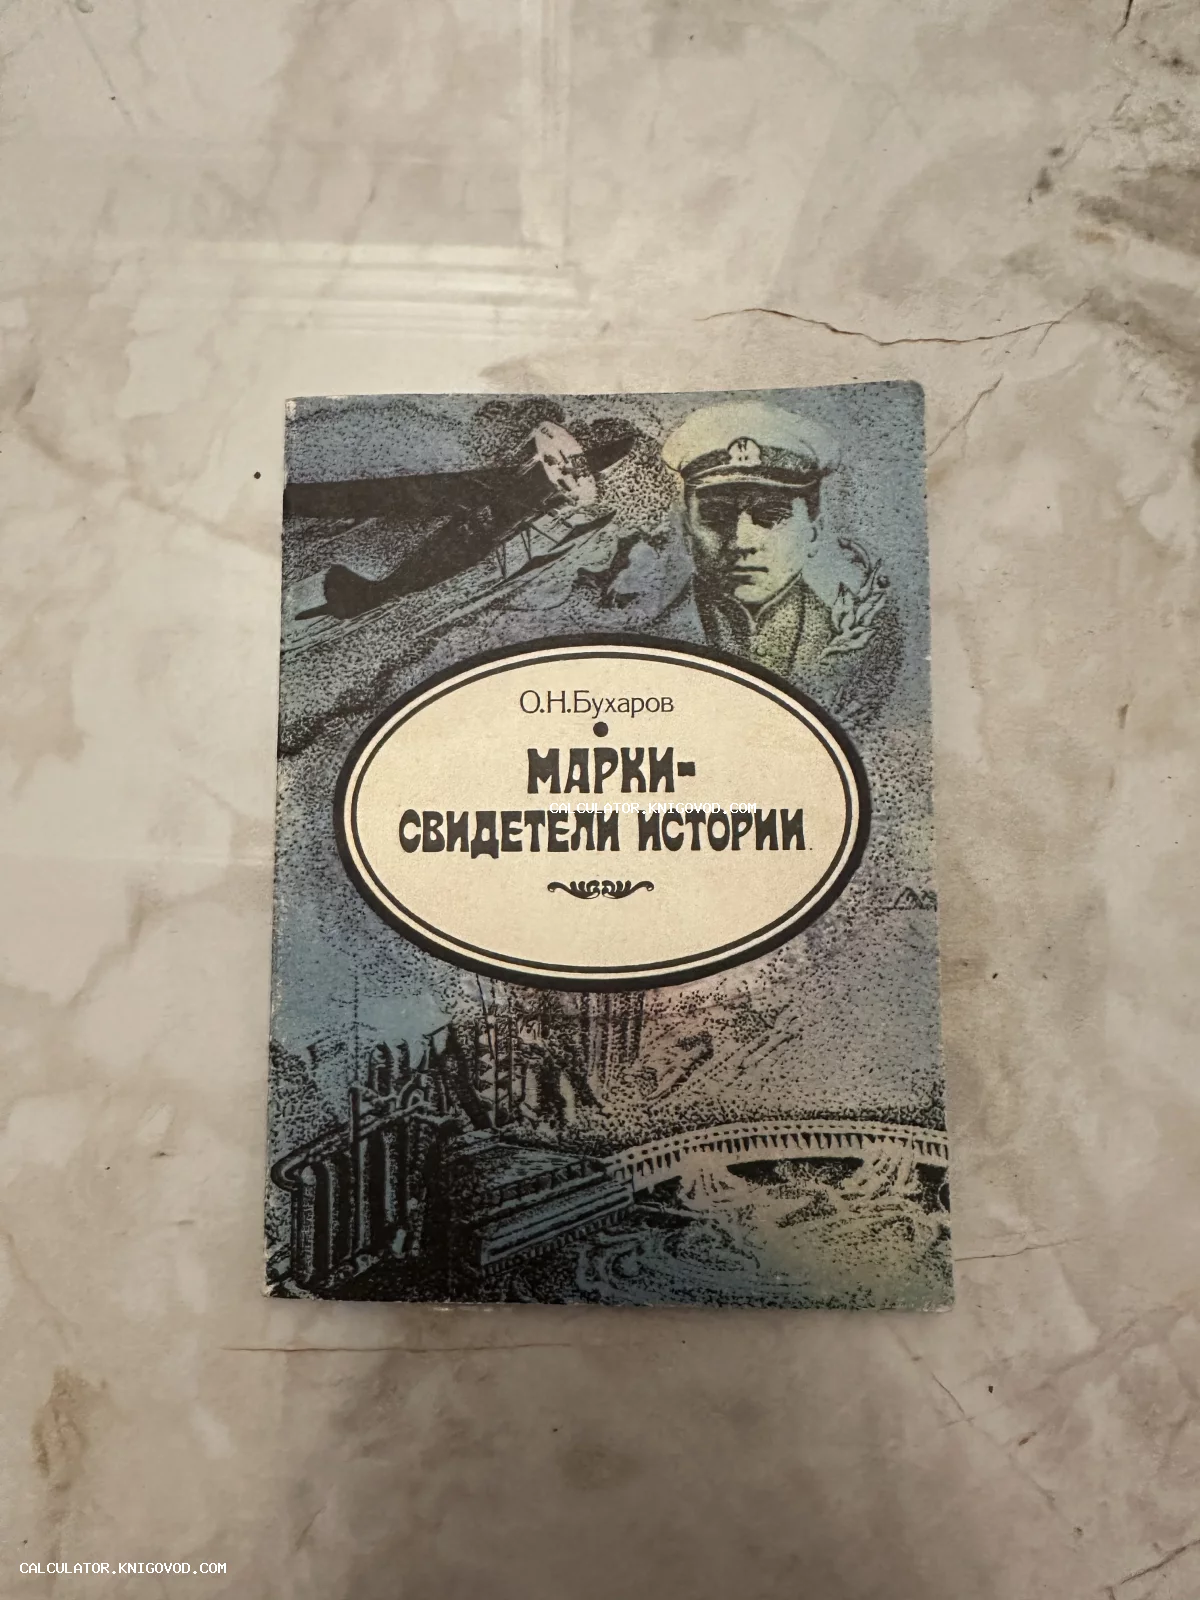 О.Н.Бухаров
МАРКИ-
CALCULATOR.KNIGOVOD.COM
СВИДЕТЕЛИ ИСТОРИИ
CALCULATOR.KNIGOVOD.COM